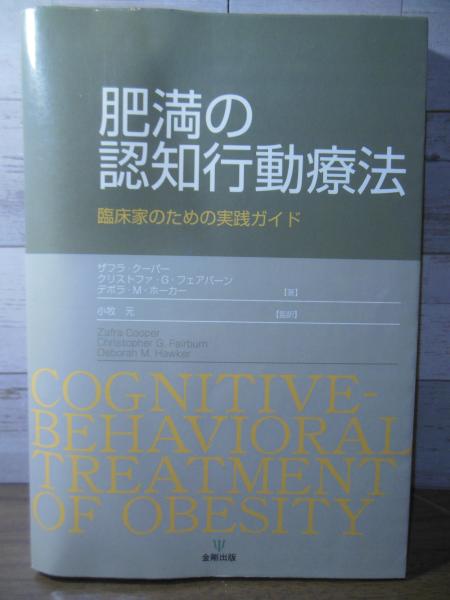 肥満の
認知行動療法
臨床家のための実践ガイド
ザフラ・クーパー
クリストファ・G・フェアバーン
デボラ・M・ホーカー 【著】
小牧 元 【監訳】
Zafra Cooper
Christopher G. Fairburn
Deborah M. Hawker
COGNITIVE-
BEHAVIORAL
TREATMENT
OF OBESITY
金剛出版